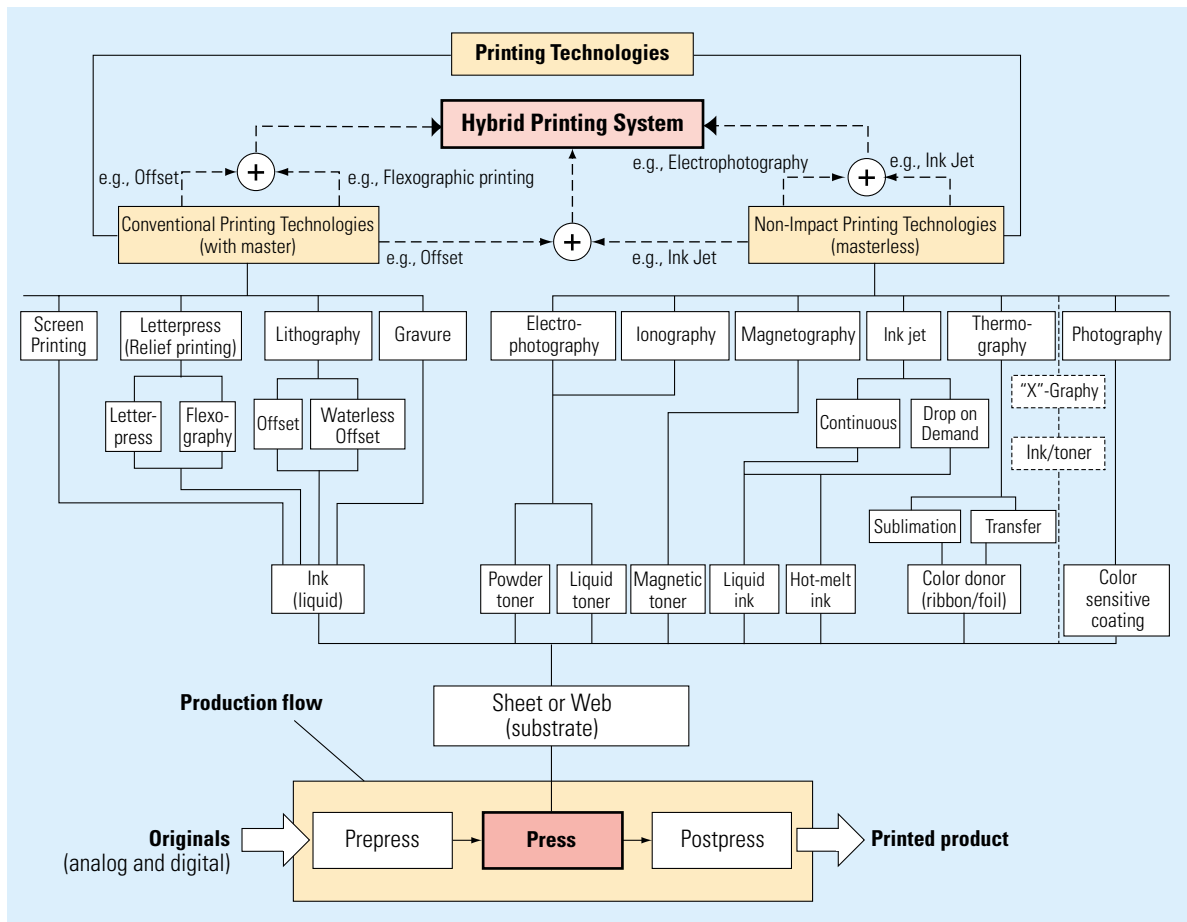 Printing Technologies
Hybrid Printing System
e.g., Offset
e.g., Flexographic printing
e.g., Electrophotography
e.g., Ink Jet
Conventional Printing Technologies
(with master)
e.g., Offset
e.g., Ink Jet
Non-Impact Printing Technologies
(masterless)
+
+
+
Screen
Printing
Letterpress
(Relief printing)
Lithography
Gravure
Electro-
photography
Ionography
Magnetography
Ink jet
Thermo-
graphy
Photography
Letter-
press
Flexo-
graphy
Offset
Waterless
Offset
Continuous
Drop on
Demand
"X"-Graphy
Ink/toner
Sublimation
Transfer
Ink
(liquid)
Powder
toner
Liquid
toner
Magnetic
toner
Liquid
ink
Hot-melt
ink
Color donor
(ribbon/foil)
Color
sensitive
coating
Sheet or Web
(substrate)
Production flow
Originals
(analog and digital)
Prepress
Press
Postpress
Printed product